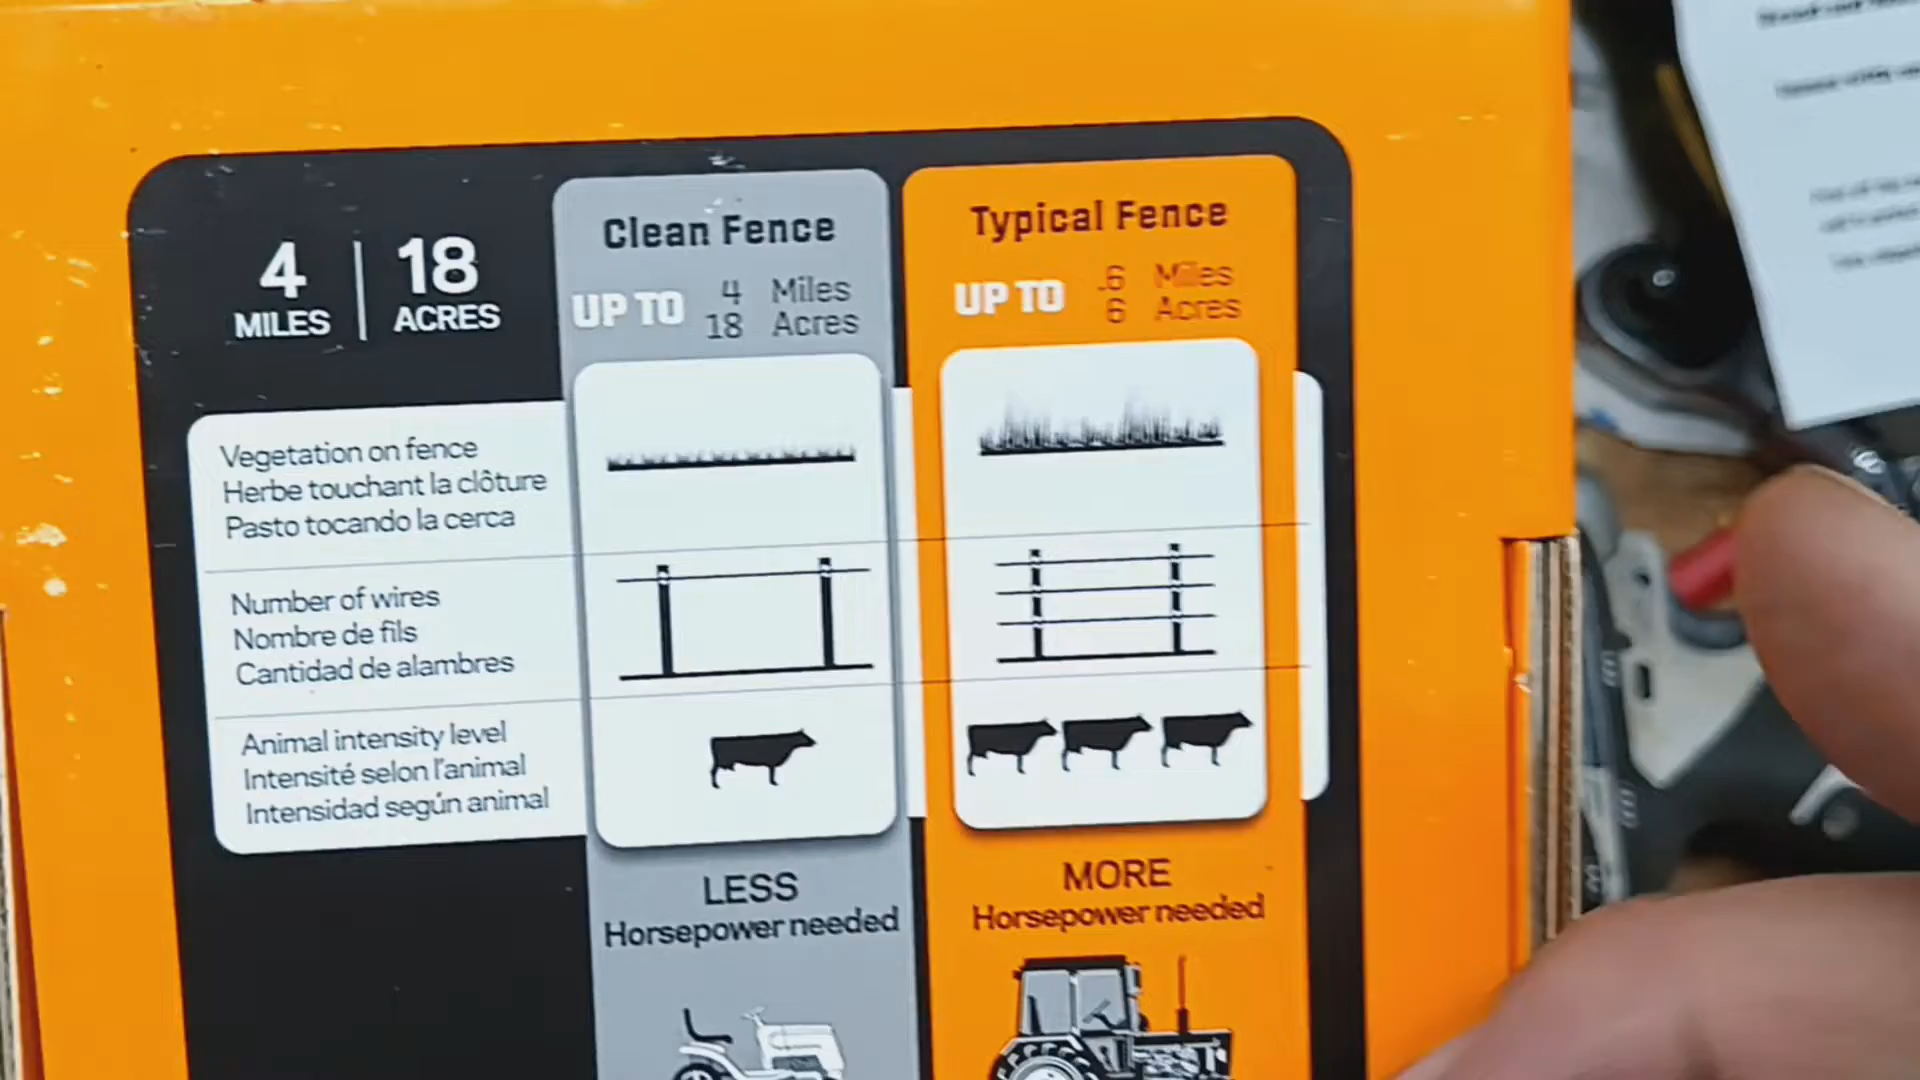 4
MILES
18
ACRES
Clean Fence
UP TO
4 Miles
18 Acres
Typical Fence
UP TO
.6 Miles
6 Acres
Vegetation on fence
Herbe touchant la clôture
Pasto tocando la cerca
Number of wires
Nombre de fils
Cantidad de alambres
Animal intensity level
Intensité selon l'animal
Intensidad según animal
LESS
Horsepower needed
MORE
Horsepower needed